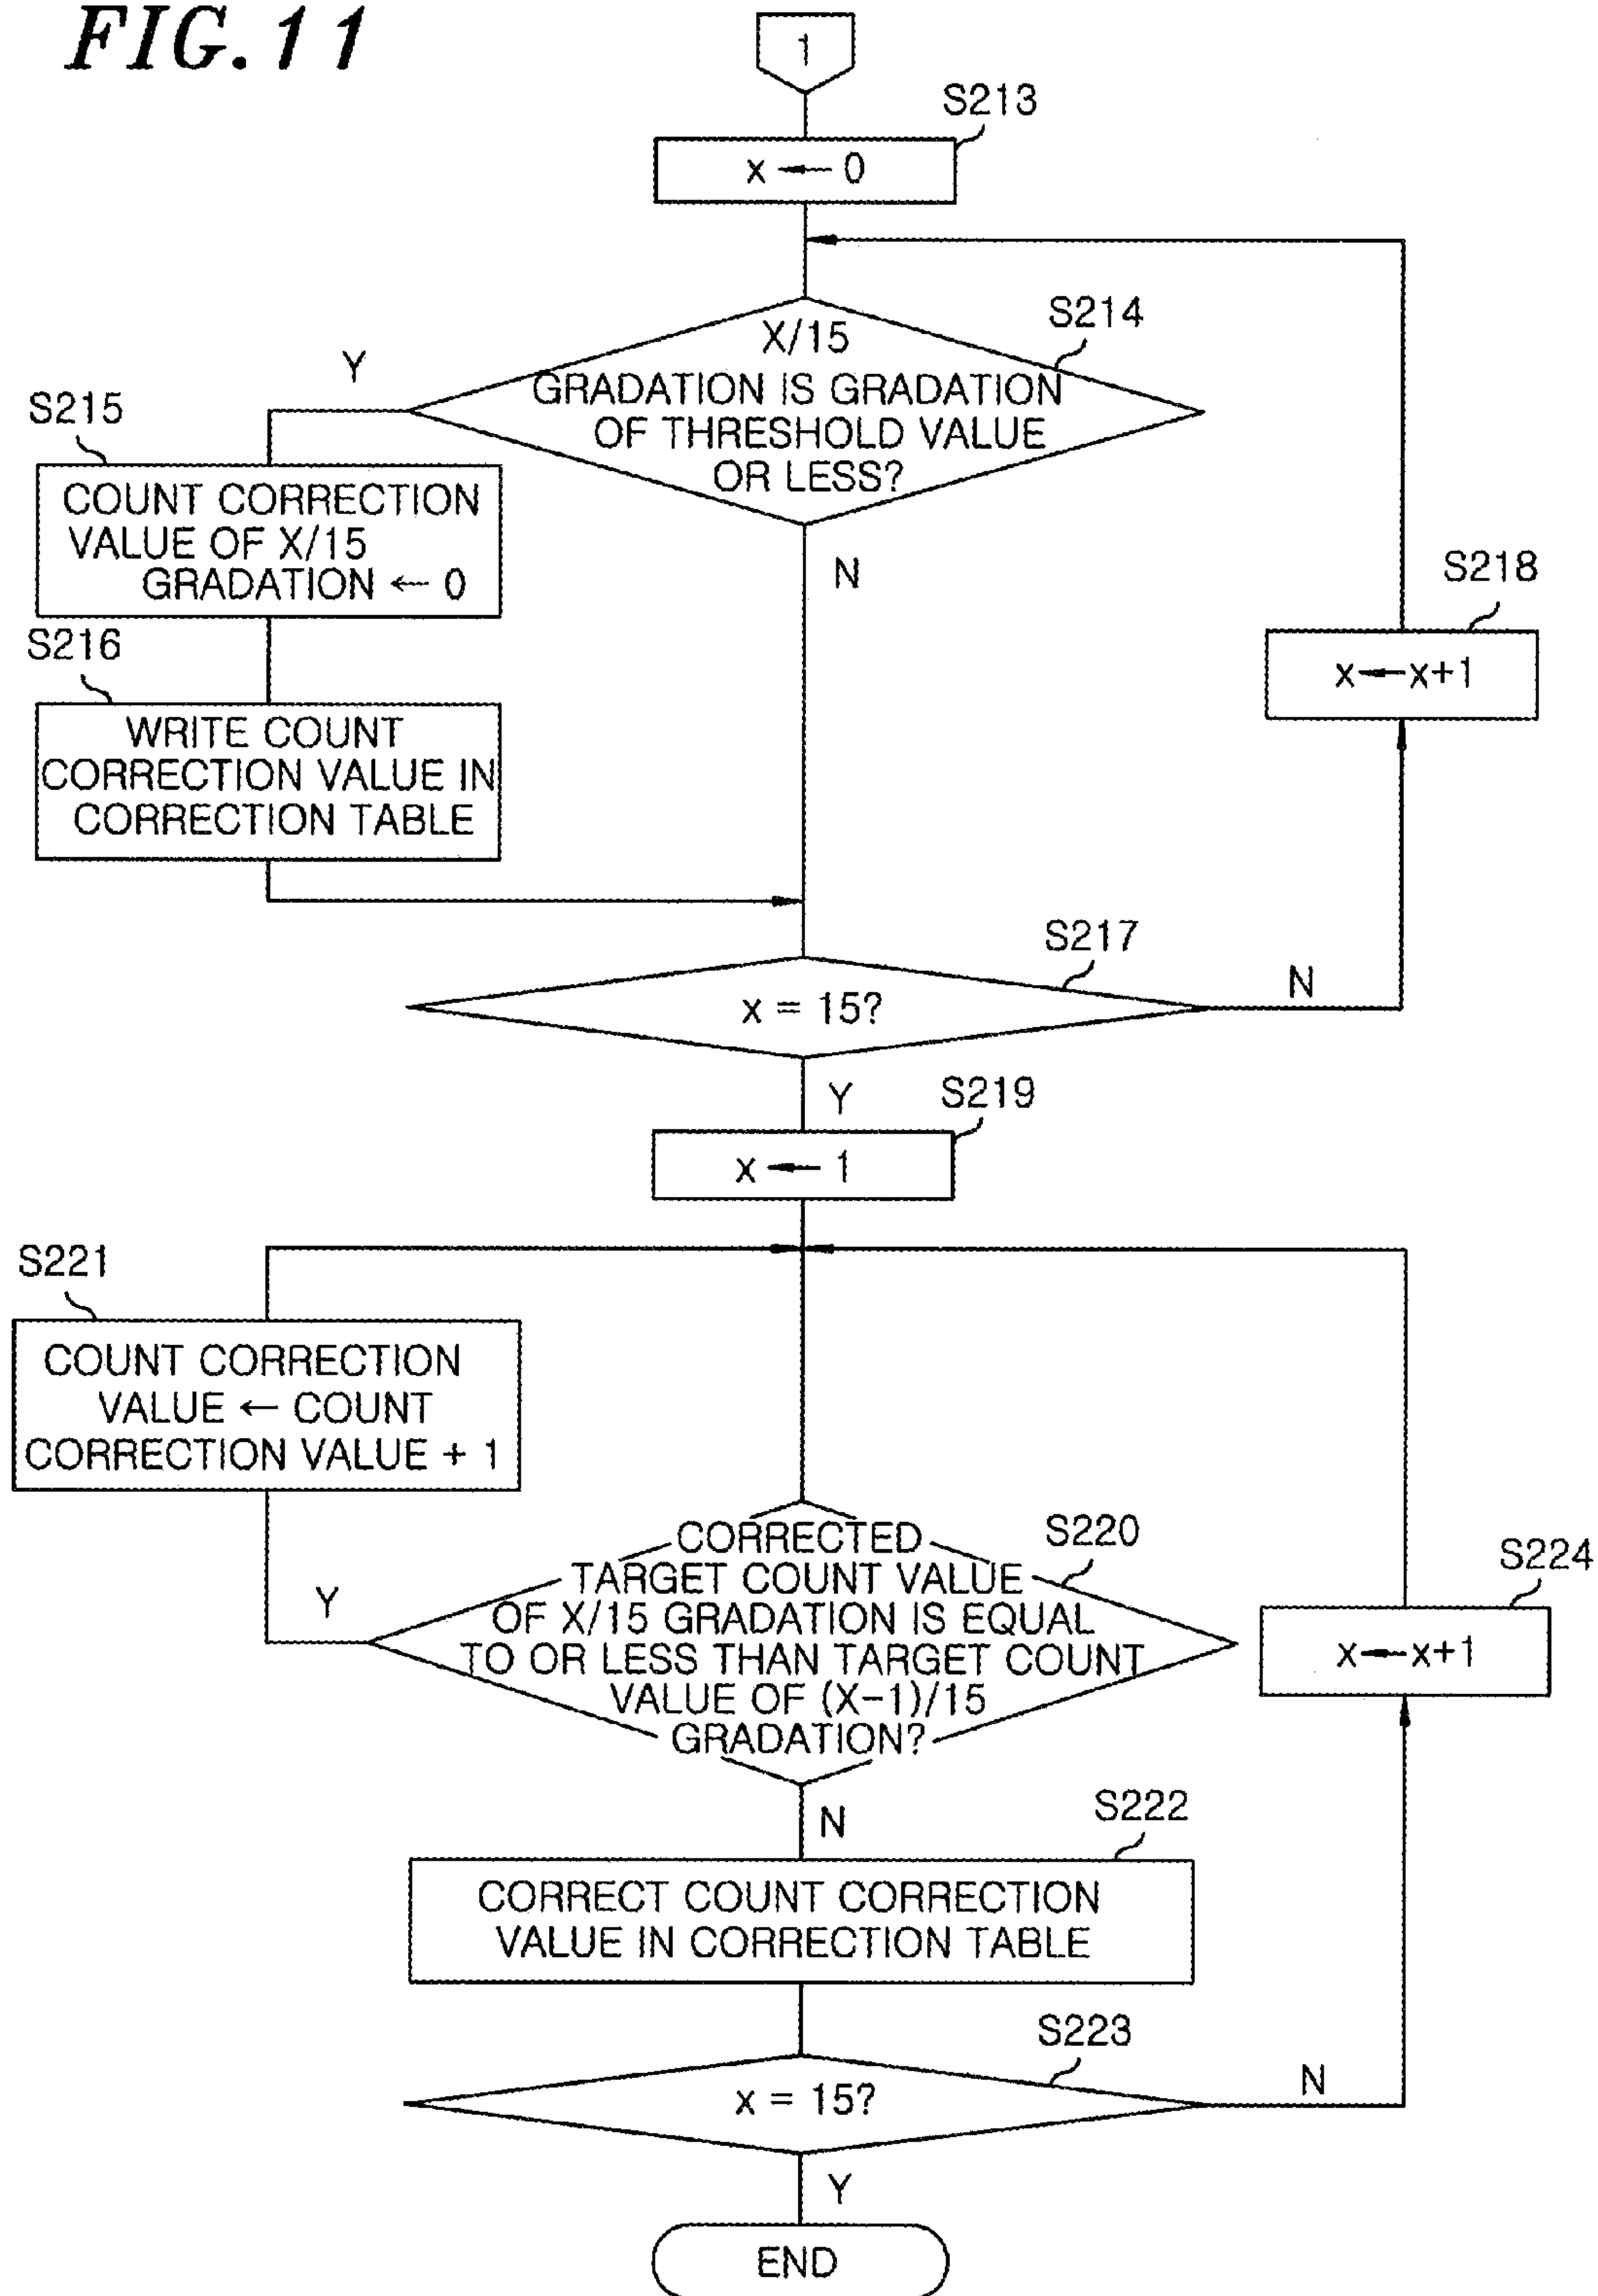 FIG.11
1
S213
x ← 0
S214
X/15
GRADATION IS GRADATION
OF THRESHOLD VALUE
OR LESS?
Y
N
S215
COUNT CORRECTION
VALUE OF X/15
GRADATION ← 0
S216
WRITE COUNT
CORRECTION VALUE IN
CORRECTION TABLE
S218
x←x+1
S217
x = 15?
N
Y
S219
x ← 1
S221
COUNT CORRECTION
VALUE ← COUNT
CORRECTION VALUE + 1
S220
CORRECTED
TARGET COUNT VALUE
OF X/15 GRADATION IS EQUAL
TO OR LESS THAN TARGET COUNT
VALUE OF (X-1)/15
GRADATION?
Y
N
S224
x←x+1
S222
CORRECT COUNT CORRECTION
VALUE IN CORRECTION TABLE
S223
x = 15?
N
Y
END